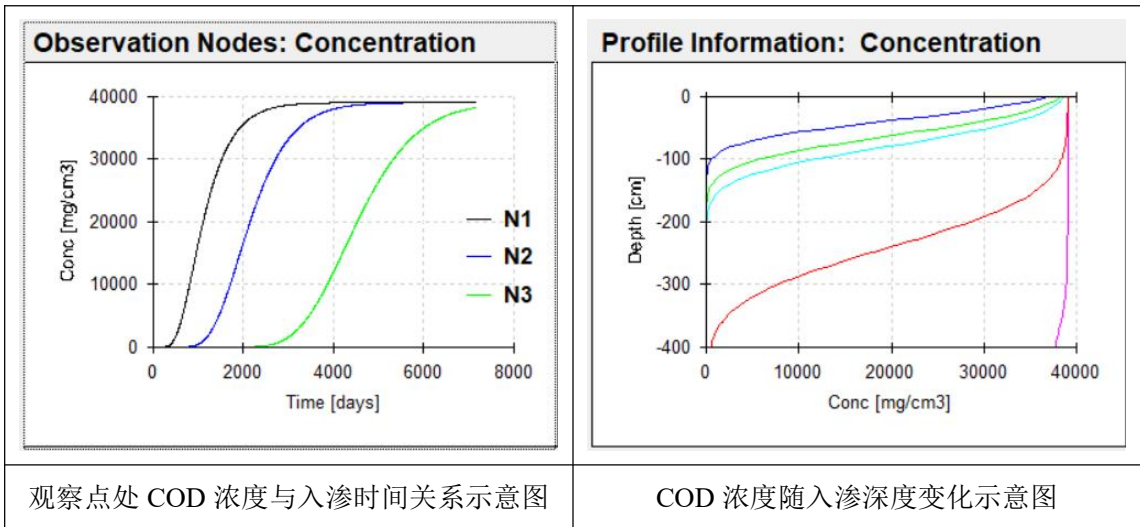 Observation Nodes: Concentration
Conc [mg/cm3]
40000
30000
20000
10000
0
0 2000 4000 6000 8000
Time [days]
N1
N2
N3
Profile Information: Concentration
Depth [cm]
0
-100
-200
-300
-400
0 10000 20000 30000 40000
Conc [mg/cm3]
观察点处 COD 浓度与入渗时间关系示意图
COD 浓度随入渗深度变化示意图